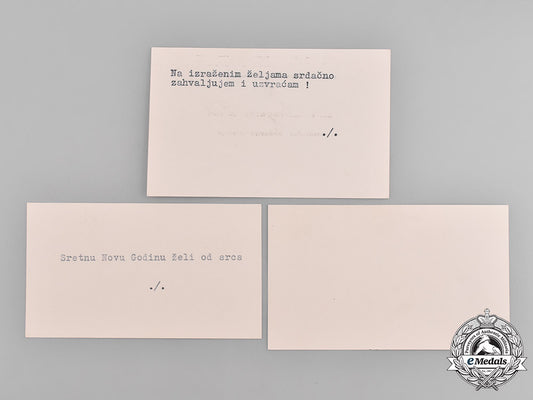 Na izraženim željama srdačno
zahvaljujem i uzvraćam !
./.
Sretnu Novu Godinu želi od srca
./.
eMedals